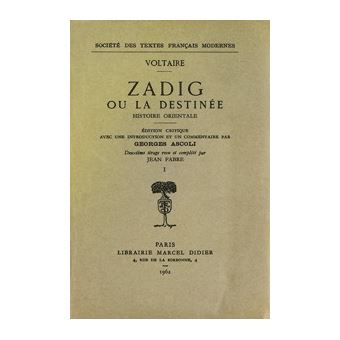 SOCIÉTÉ DES TEXTES FRANÇAIS MODERNES
VOLTAIRE
ZADIG
OU LA DESTINÉE
HISTOIRE ORIENTALE
ÉDITION CRITIQUE
AVEC UNE INTRODUCTION ET UN COMMENTAIRE PAR
GEORGES ASCOLI
Deuxième tirage revu et complété par
JEAN FABRE
I
PARIS
LIBRAIRIE MARCEL DIDIER
4, RUE DE LA SORBONNE, 4
1962